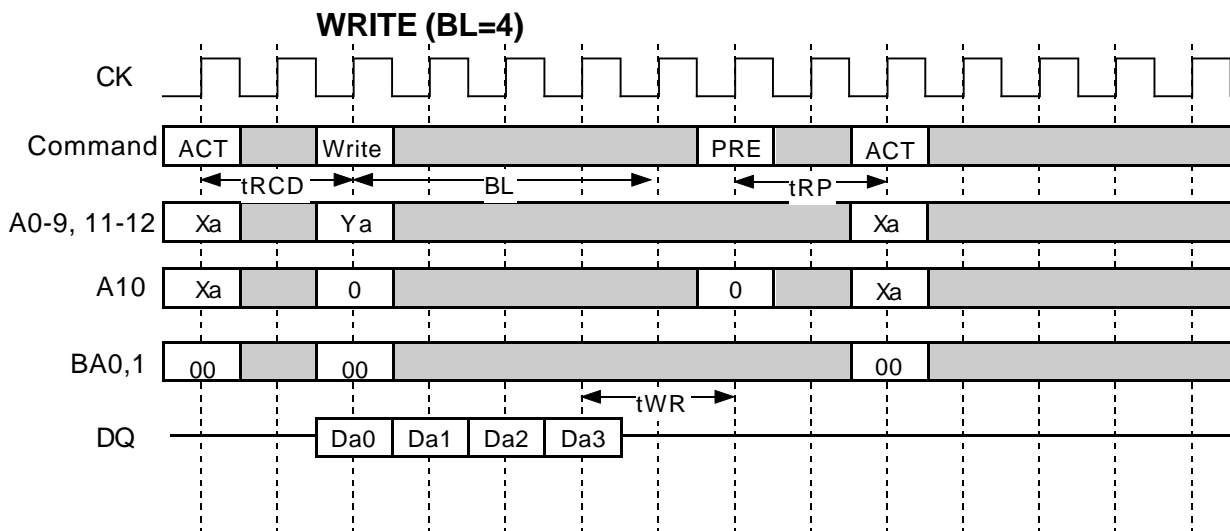 WRITE (BL=4)
CK
Command ACT Write PRE ACT
tRCD BL tRP
A0-9, 11-12 Xa Ya Xa
A10 Xa 0 0 Xa
BA0,1 00 00 00
tWR
DQ Da0 Da1 Da2 Da3